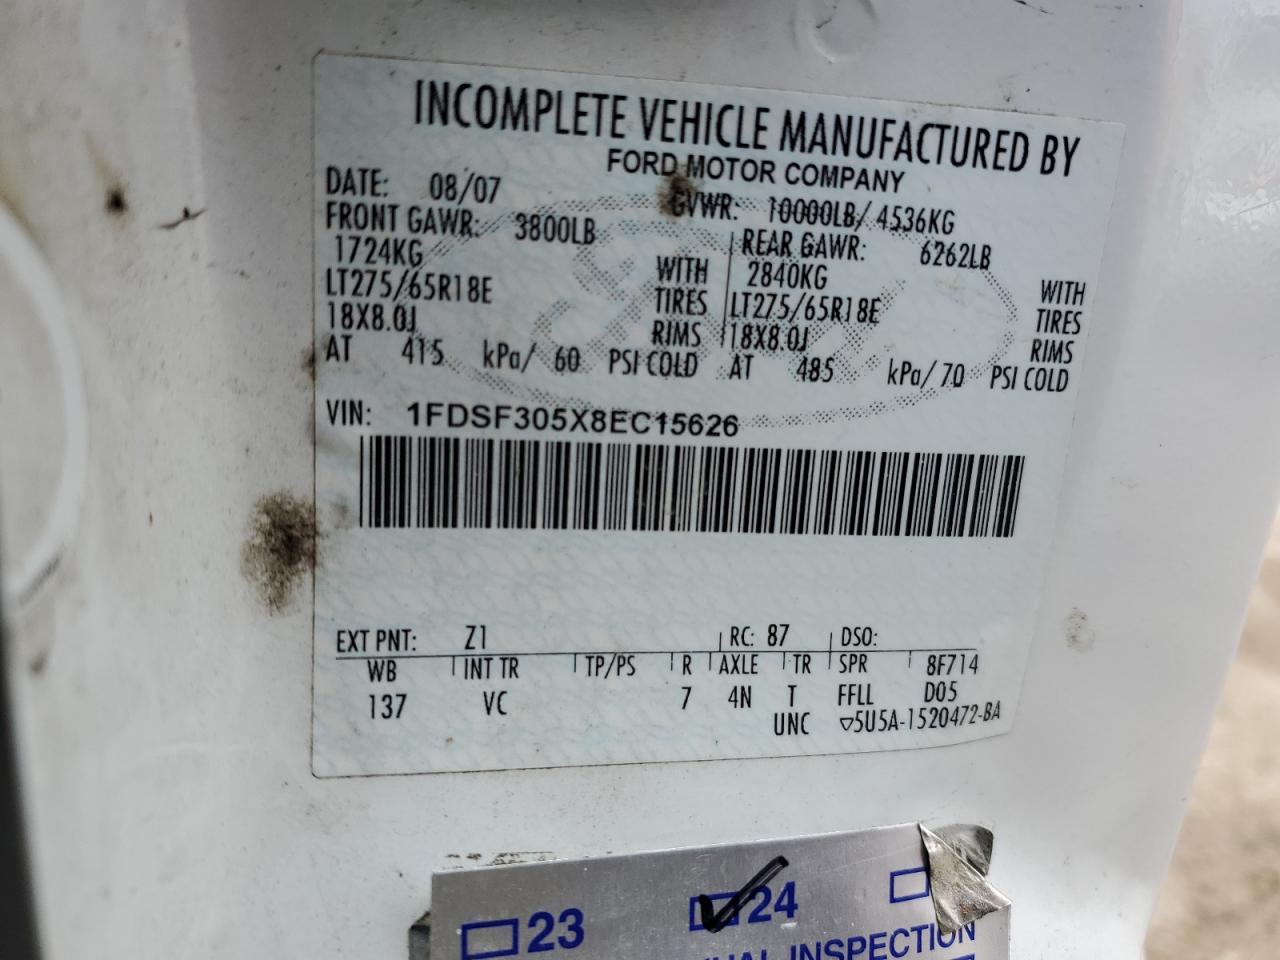 INCOMPLETE VEHICLE MANUFACTURED BY
FORD MOTOR COMPANY
DATE: 08/07 GVWR: 10000LB/ 4536KG
FRONT GAWR: 3800LB REAR GAWR: 6262LB
1724KG WITH 2840KG WITH
LT275/65R18E TIRES LT275/65R18E TIRES
18X8.0J RIMS 18X8.0J RIMS
AT 415 kPa/ 60 PSI COLD AT 485 kPa/ 70 PSI COLD
VIN: 1FDSF305X8EC15626
EXT PNT: Z1 RC: 87 DSO:
WB INT TR TP/PS R AXLE TR SPR 8F714
137 VC 7 4N T FFLL D05
UNC ▽5U5A-1520472-BA
23 24
INSPECTION